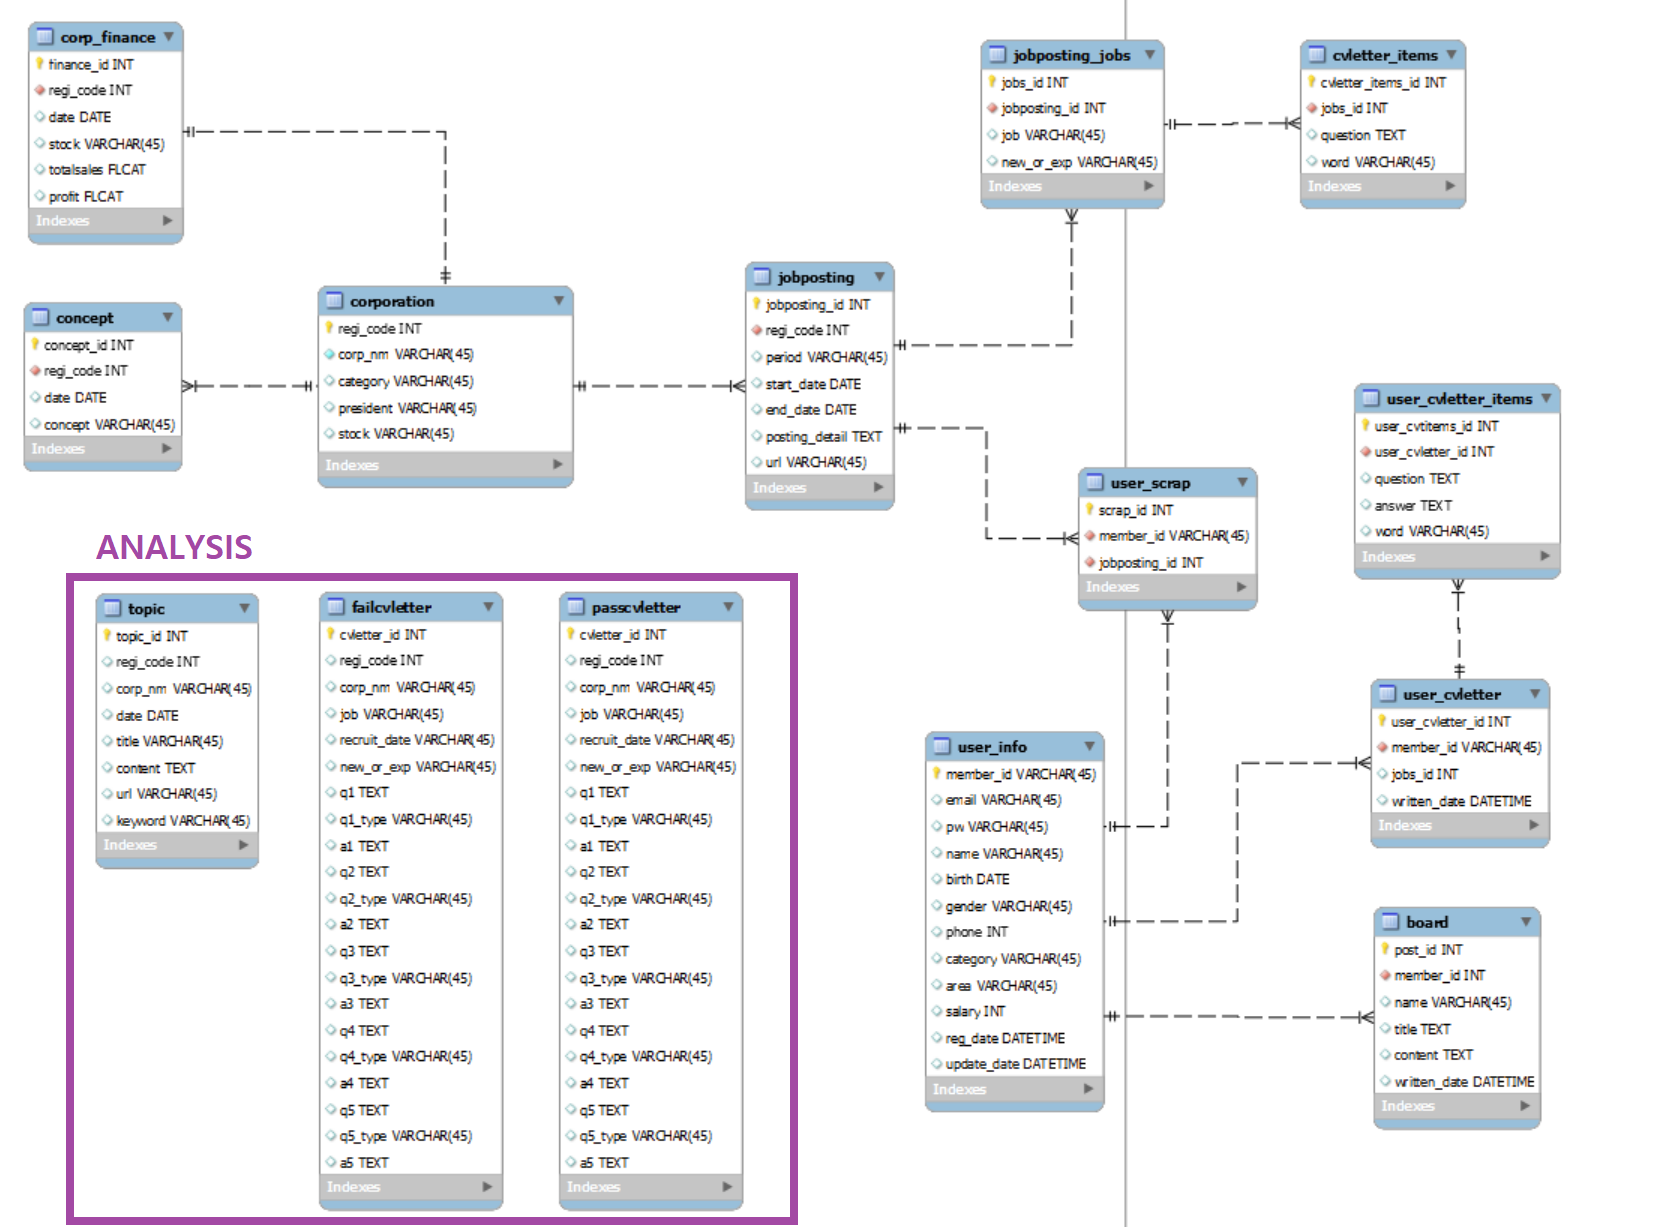 corp_finance
finance_id INT
regi_code INT
date DATE
stock VARCHAR(45)
totalsales FLCAT
profit FLCAT
Indexes
concept
concept_id INT
regi_code INT
date DATE
concept VARCHAR(45)
Indexes
corporation
regi_code INT
corp_nm VARCHAR(45)
category VARCHAR(45)
president VARCHAR(45)
stock VARCHAR(45)
Indexes
jobposting
jobposting_id INT
regi_code INT
period VARCHAR(45)
start_date DATE
end_date DATE
posting_detail TEXT
url VARCHAR(45)
Indexes
jobposting_jobs
jobs_id INT
jobposting_id INT
job VARCHAR(45)
new_or_exp VARCHAR(45)
Indexes
cvletter_items
cvletter_items_id INT
jobs_id INT
question TEXT
word VARCHAR(45)
Indexes
user_scrap
scrap_id INT
member_id VARCHAR(45)
jobposting_id INT
Indexes
user_cvletter_items
user_cvtitems_id INT
user_cvletter_id INT
question TEXT
answer TEXT
word VARCHAR(45)
Indexes
user_cvletter
user_cvletter_id INT
member_id VARCHAR(45)
jobs_id INT
written_date DATETIME
Indexes
user_info
member_id VARCHAR(45)
email VARCHAR(45)
pw VARCHAR(45)
name VARCHAR(45)
birth DATE
gender VARCHAR(45)
phone INT
category VARCHAR(45)
area VARCHAR(45)
salary INT
reg_date DATETIME
update_date DATETIME
Indexes
board
post_id INT
member_id INT
name VARCHAR(45)
title TEXT
content TEXT
written_date DATETIME
Indexes
ANALYSIS
topic
topic_id INT
regi_code INT
corp_nm VARCHAR(45)
date DATE
title VARCHAR(45)
content TEXT
url VARCHAR(45)
keyword VARCHAR(45)
Indexes
failcvletter
cvletter_id INT
regi_code INT
corp_nm VARCHAR(45)
job VARCHAR(45)
recruit_date VARCHAR(45)
new_or_exp VARCHAR(45)
q1 TEXT
q1_type VARCHAR(45)
a1 TEXT
q2 TEXT
q2_type VARCHAR(45)
a2 TEXT
q3 TEXT
q3_type VARCHAR(45)
a3 TEXT
q4 TEXT
q4_type VARCHAR(45)
a4 TEXT
q5 TEXT
q5_type VARCHAR(45)
a5 TEXT
Indexes
passcvletter
cvletter_id INT
regi_code INT
corp_nm VARCHAR(45)
job VARCHAR(45)
recruit_date VARCHAR(45)
new_or_exp VARCHAR(45)
q1 TEXT
q1_type VARCHAR(45)
a1 TEXT
q2 TEXT
q2_type VARCHAR(45)
a2 TEXT
q3 TEXT
q3_type VARCHAR(45)
a3 TEXT
q4 TEXT
q4_type VARCHAR(45)
a4 TEXT
q5 TEXT
q5_type VARCHAR(45)
a5 TEXT
Indexes